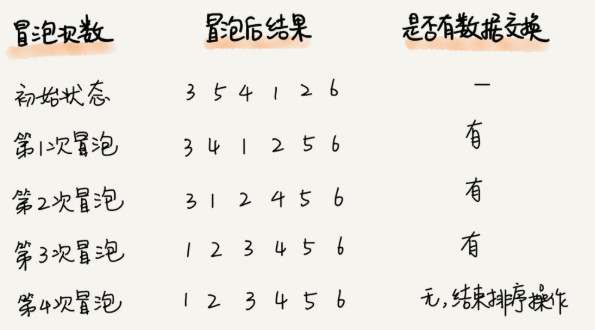 冒泡次数 冒泡后结果 是否有数据交换
初始状态 3 5 4 1 2 6 —
第1次冒泡 3 4 1 2 5 6 有
第2次冒泡 3 1 2 4 5 6 有
第3次冒泡 1 2 3 4 5 6 有
第4次冒泡 1 2 3 4 5 6 无,结束排序操作